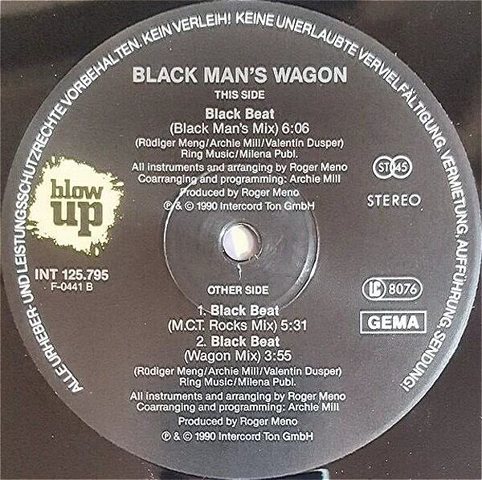 ALLE URHEBER- UND LEISTUNGSSCHUTZRECHTE VORBEHALTEN. KEIN VERLEIH! KEINE UNERLAUBTE VERVIELFÄLTIGUNG, VERMIETUNG, AUFFÜHRUNG, SENDUNG!
BLACK MAN'S WAGON
THIS SIDE
Black Beat
(Black Man's Mix) 6:06
(Rüdiger Meng/Archie Mill/Valentin Dusper)
Ring Music/Milena Publ.
All instruments and arranging by Roger Meno
Coarranging and programming: Archie Mill
Produced by Roger Meno
℗ & © 1990 Intercord Ton GmbH
blow
up
INT 125.795
F-0441 B
ST 45
STEREO
LC 8076
GEMA
OTHER SIDE
1. Black Beat
(M.C.T. Rocks Mix) 5:31
2. Black Beat
(Wagon Mix) 3:55
(Rüdiger Meng/Archie Mill/Valentin Dusper)
Ring Music/Milena Publ.
All instruments and arranging by Roger Meno
Coarranging and programming: Archie Mill
Produced by Roger Meno
℗ & © 1990 Intercord Ton GmbH